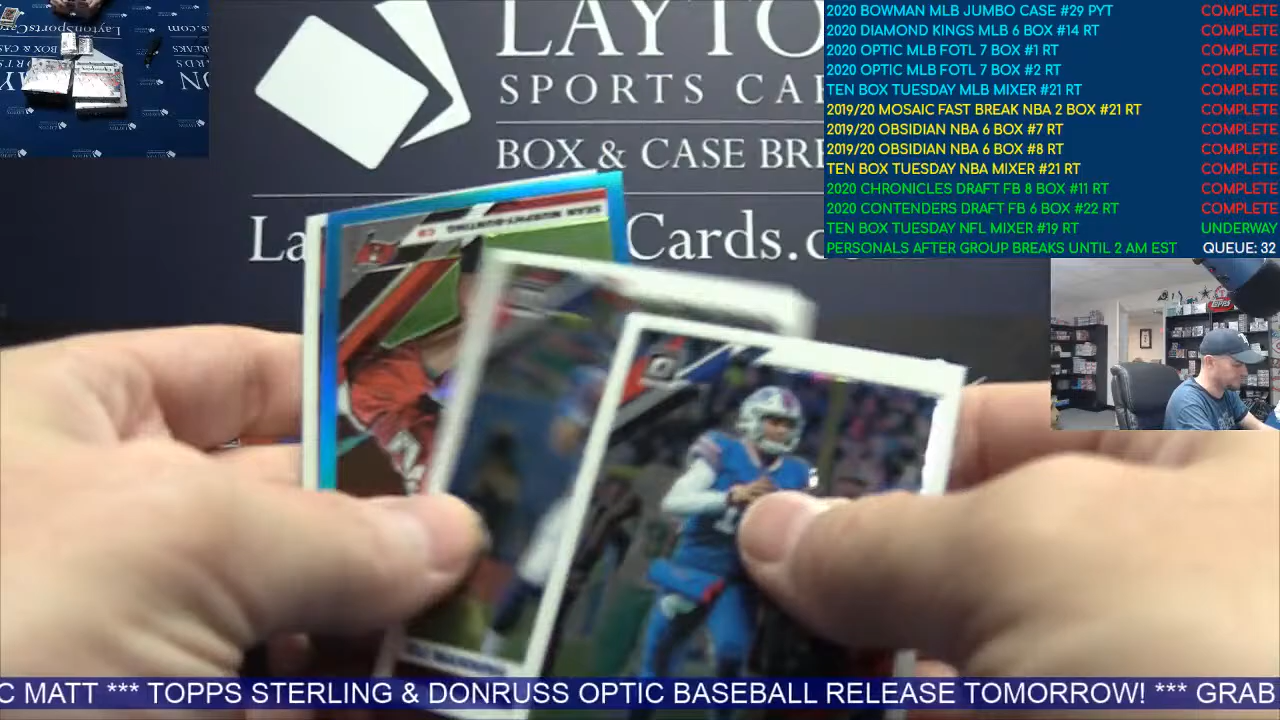 LAYTO
SPORTS CA
BOX & CASE BRE
La
Cards.c
2020 BOWMAN MLB JUMBO CASE #29 PYT COMPLETE
2020 DIAMOND KINGS MLB 6 BOX #14 RT COMPLETE
2020 OPTIC MLB FOTL 7 BOX #1 RT COMPLETE
2020 OPTIC MLB FOTL 7 BOX #2 RT COMPLETE
TEN BOX TUESDAY MLB MIXER #21 RT COMPLETE
2019/20 MOSAIC FAST BREAK NBA 2 BOX #21 RT COMPLETE
2019/20 OBSIDIAN NBA 6 BOX #7 RT COMPLETE
2019/20 OBSIDIAN NBA 6 BOX #8 RT COMPLETE
TEN BOX TUESDAY NBA MIXER #21 RT COMPLETE
2020 CHRONICLES DRAFT FB 8 BOX #11 RT COMPLETE
2020 CONTENDERS DRAFT FB 6 BOX #22 RT COMPLETE
TEN BOX TUESDAY NFL MIXER #19 RT UNDERWAY
PERSONALS AFTER GROUP BREAKS UNTIL 2 AM EST QUEUE: 32
SEAN MURPHY-BUNTING
CB
C MATT *** TOPPS STERLING & DONRUSS OPTIC BASEBALL RELEASE TOMORROW! *** GRAB